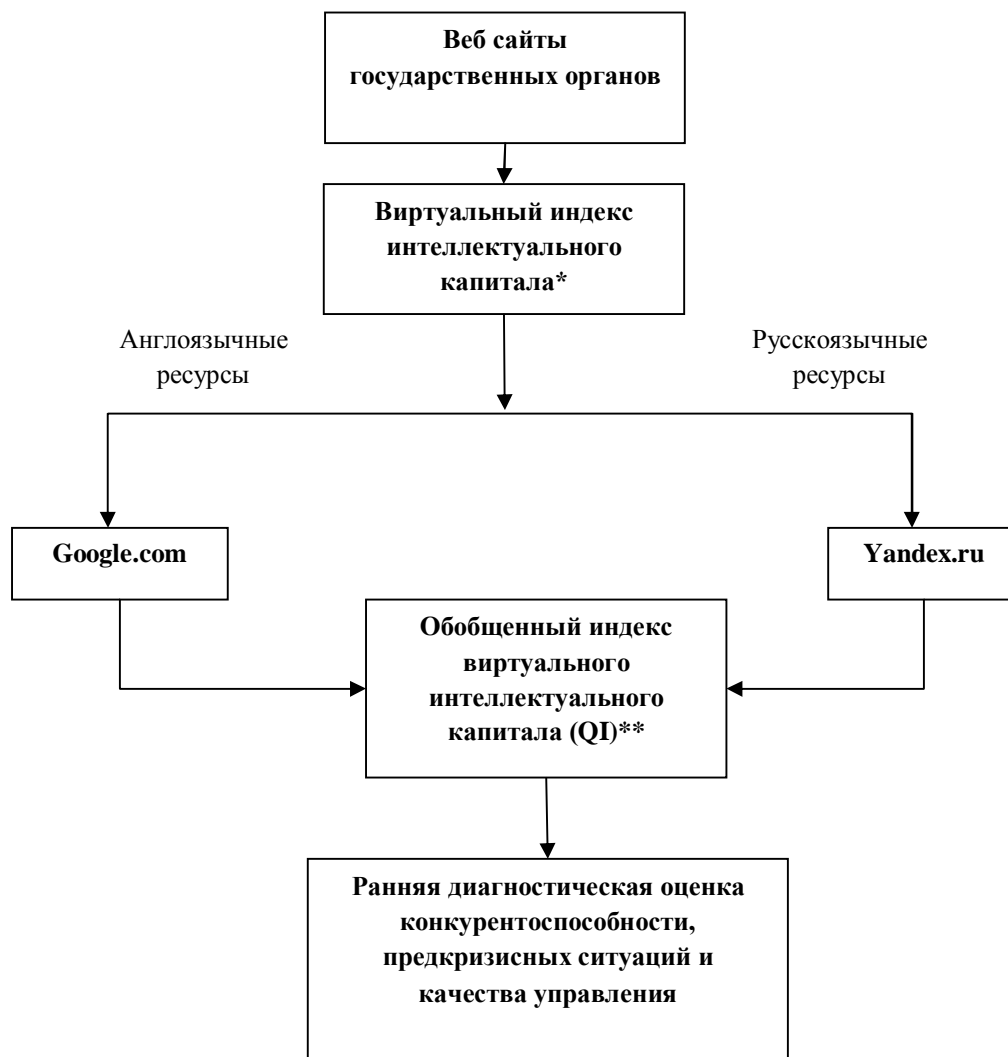 Веб сайты
государственных органов
Виртуальный индекс
интеллектуального
капитала*
Англоязычные
ресурсы
Русскоязычные
ресурсы
Google.com
Yandex.ru
Обобщенный индекс
виртуального
интеллектуального
капитала (QI)**
Ранняя диагностическая оценка
конкурентоспособности,
предкризисных ситуаций и
качества управления